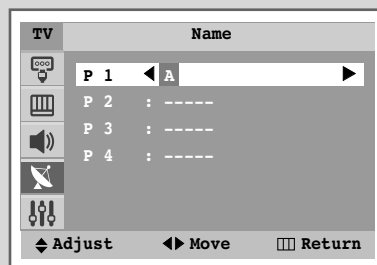 TV Name
P 1 A
P 2 : -----
P 3 : -----
P 4 : -----
Adjust Move Return